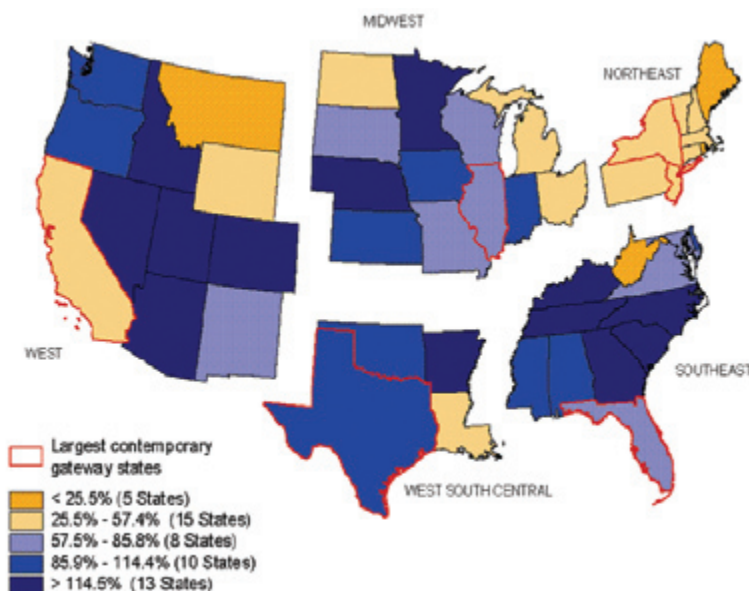 MIDWEST
NORTHEAST
WEST
SOUTHEAST
WEST SOUTH CENTRAL
Largest contemporary
gateway states
< 25.5% (5 States)
25.5% - 57.4% (15 States)
57.5% - 85.8% (8 States)
85.9% - 114.4% (10 States)
> 114.5% (13 States)